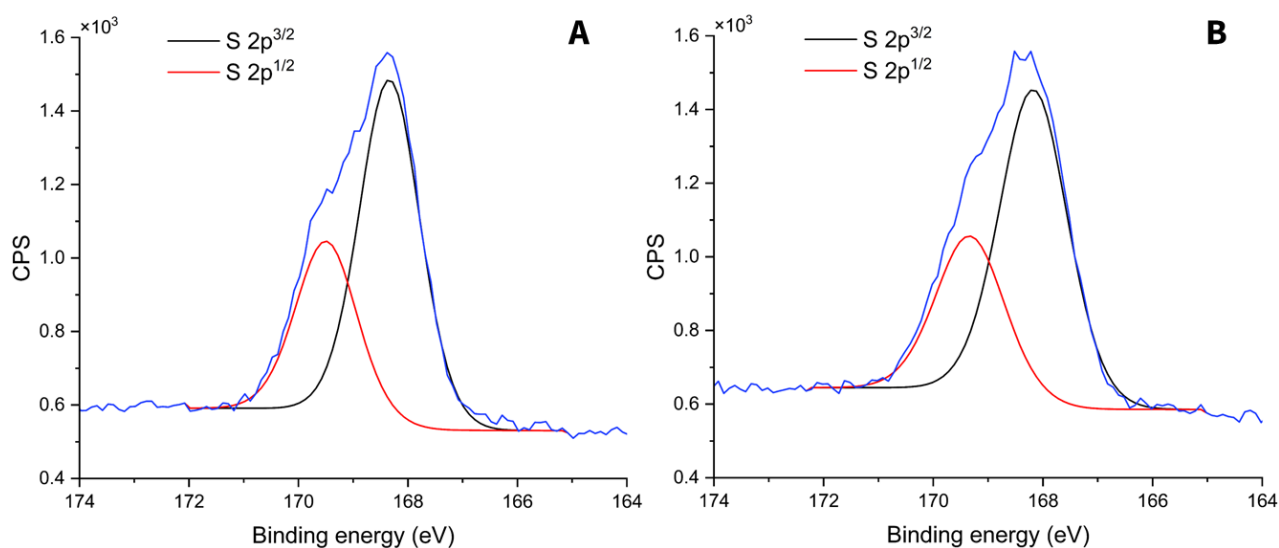 ×10³
1.6
1.4
1.2
1.0
0.8
0.6
0.4
CPS
S 2p³/²
S 2p¹/²
A
174
172
170
168
166
164
Binding energy (eV)
×10³
1.6
1.4
1.2
1.0
0.8
0.6
0.4
CPS
S 2p³/²
S 2p¹/²
B
174
172
170
168
166
164
Binding energy (eV)